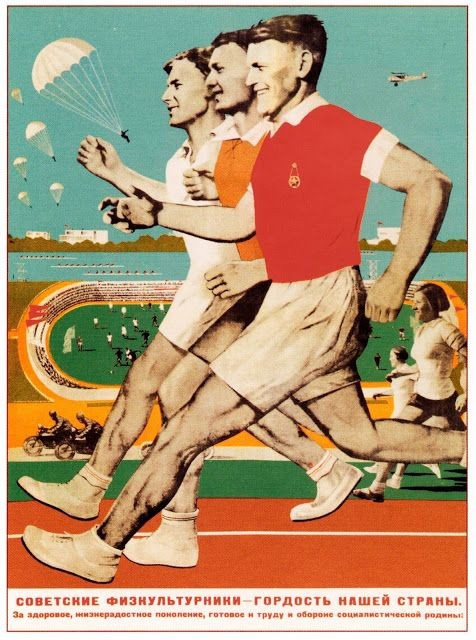 СОВЕТСКИЕ ФИЗКУЛЬТУРНИКИ—ГОРДОСТЬ НАШЕЙ СТРАНЫ.
За здоровое, жизнерадостное поколение, готовое к труду и обороне социалистической родины!